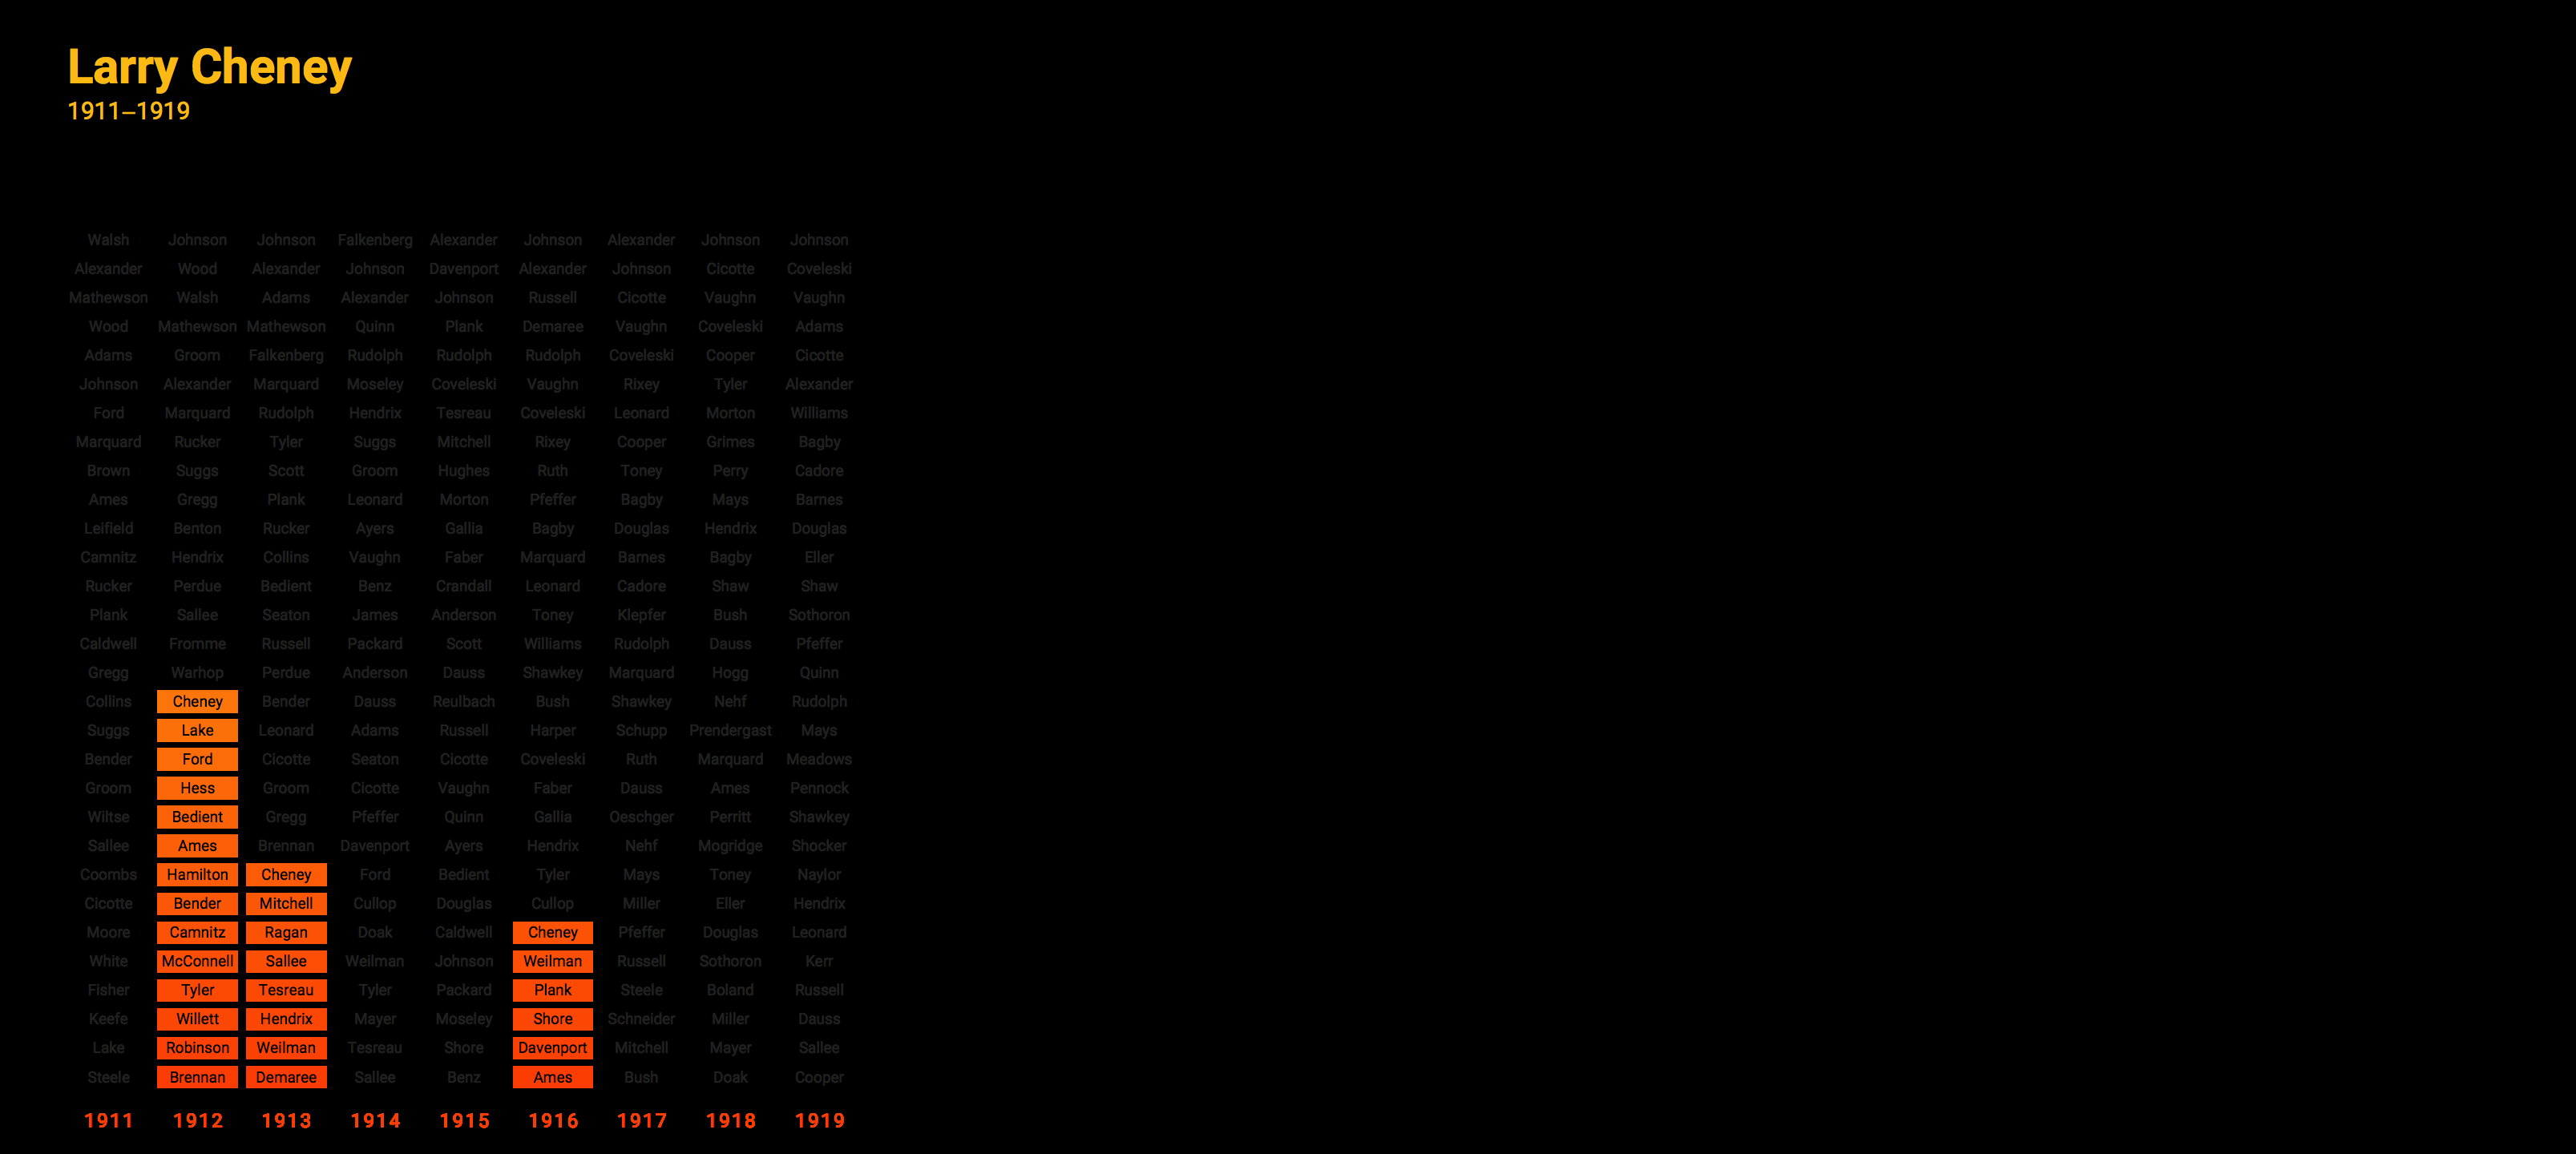 Larry Cheney
1911–1919
Walsh Johnson Johnson Falkenberg Alexander Johnson Alexander Johnson Johnson
Alexander Wood Alexander Johnson Davenport Alexander Johnson Cicotte Coveleski
Mathewson Walsh Adams Alexander Johnson Russell Cicotte Vaughn Vaughn
Wood Mathewson Mathewson Quinn Plank Demaree Vaughn Coveleski Adams
Adams Groom Falkenberg Rudolph Rudolph Rudolph Coveleski Cooper Cicotte
Johnson Alexander Marquard Moseley Coveleski Vaughn Rixey Tyler Alexander
Ford Marquard Rudolph Hendrix Tesreau Coveleski Leonard Morton Williams
Marquard Rucker Tyler Suggs Mitchell Rixey Cooper Grimes Bagby
Brown Suggs Scott Groom Hughes Ruth Toney Perry Cadore
Ames Gregg Plank Leonard Morton Pfeffer Bagby Mays Barnes
Leifield Benton Rucker Ayers Gallia Bagby Douglas Hendrix Douglas
Camnitz Hendrix Collins Vaughn Faber Marquard Barnes Bagby Eller
Rucker Perdue Bedient Benz Crandall Leonard Cadore Shaw Shaw
Plank Sallee Seaton James Anderson Toney Klepfer Bush Sothoron
Caldwell Fromme Russell Packard Scott Williams Rudolph Dauss Pfeffer
Gregg Warhop Perdue Anderson Dauss Shawkey Marquard Hogg Quinn
Collins Cheney Bender Dauss Reulbach Bush Shawkey Nehf Rudolph
Suggs Lake Leonard Adams Russell Harper Schupp Prendergast Mays
Bender Ford Cicotte Seaton Cicotte Coveleski Ruth Marquard Meadows
Groom Hess Groom Cicotte Vaughn Faber Dauss Ames Pennock
Wiltse Bedient Gregg Pfeffer Quinn Gallia Oeschger Perritt Shawkey
Sallee Ames Brennan Davenport Ayers Hendrix Nehf Mogridge Shocker
Coombs Hamilton Cheney Ford Bedient Tyler Mays Toney Naylor
Cicotte Bender Mitchell Cullop Douglas Cullop Miller Eller Hendrix
Moore Camnitz Ragan Doak Caldwell Cheney Pfeffer Douglas Leonard
White McConnell Sallee Weilman Johnson Weilman Russell Sothoron Kerr
Fisher Tyler Tesreau Tyler Packard Plank Steele Boland Russell
Keefe Willett Hendrix Mayer Moseley Shore Schneider Miller Dauss
Lake Robinson Weilman Tesreau Shore Davenport Mitchell Mayer Sallee
Steele Brennan Demaree Sallee Benz Ames Bush Doak Cooper
1911 1912 1913 1914 1915 1916 1917 1918 1919